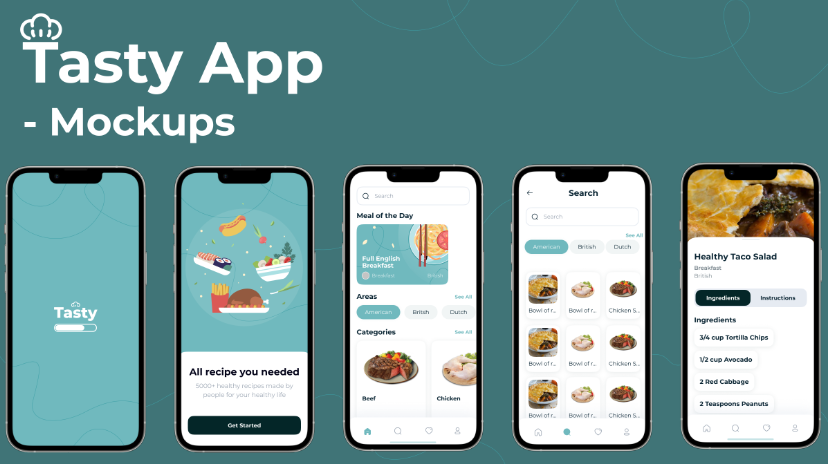 Tasty App
- Mockups
Tasty
All recipe you needed
5000+ healthy recipes made by
people for your healthy life
Get Started
Search
Meal of the Day
Full English
Breakfast
Breakfast
British
Areas
See All
American
British
Dutch
Categories
See All
Beef
Chicken
Search
Search
See All
American
British
Dutch
Bowl of r...
Bowl of r...
Chicken S...
Bowl of r...
Bowl of r...
Chicken S...
Bowl of r...
Bowl of r...
Chicken S...
Healthy Taco Salad
Breakfast
British
Ingredients
Instructions
Ingredients
3/4 cup Tortilla Chips
1/2 cup Avocado
2 Red Cabbage
2 Teaspoons Peanuts